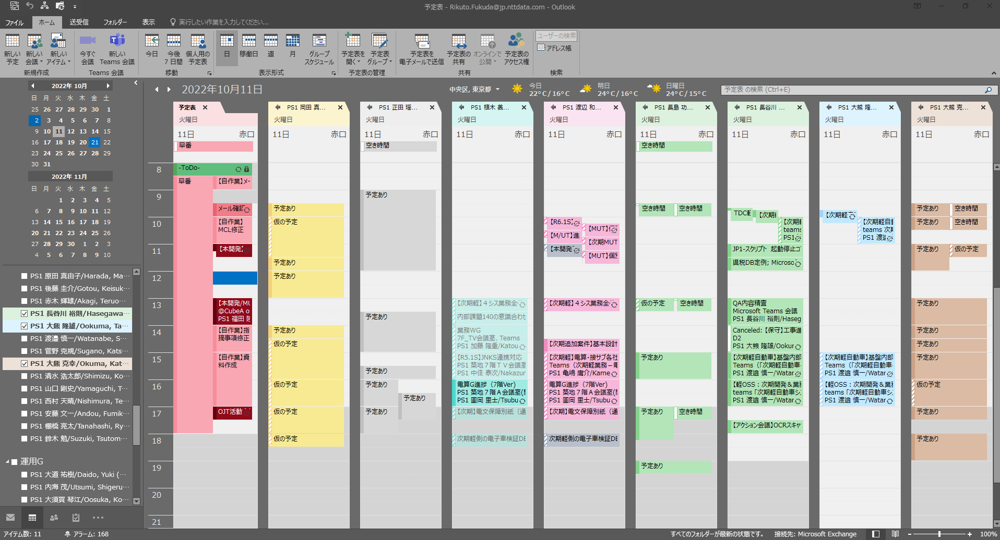 予定表 - Rikuto.Fukuda@jp.nttdata.com - Outlook
ファイル ホーム 送受信 フォルダー 表示 実行したい作業を入力してください...
新しい予定 新しい会議 新しいアイテム 今すぐ会議 新しい Teams 会議 今日 今後 7 日間 個人用の予定表 日 稼働日 週 月 グループ スケジュール 予定表を開く 予定表グループ 予定表を電子メールで送信 予定表の共有 オンラインで公開 予定表のアクセス権 ユーザーの検索
アドレス帳
新規作成 Teams 会議 移動 表示形式 予定表の管理 共有 検索
2022年 10月
日 月 火 水 木 金 土
25 26 27 28 29 30 1
2 3 4 5 6 7 8
9 10 11 12 13 14 15
16 17 18 19 20 21 22
23 24 25 26 27 28 29
30 31
2022年 11月
日 月 火 水 木 金 土
1 2 3 4 5
6 7 8 9 10 11 12
13 14 15 16 17 18 19
20 21 22 23 24 25 26
27 28 29 30 1 2 3
4 5 6 7 8 9 10
PS1 原田 真由子/Harada, Ma...
PS1 後藤 圭介/Gotou, Keisuk...
PS1 赤木 輝雄/Akagi, Teruo...
PS1 長谷川 裕則/Hasegawa...
PS1 大熊 隆雄/Ookuma, Ta...
PS1 渡邉 慎一/Watanabe, S...
PS1 菅野 克規/Sugano, Kats...
PS1 大熊 克幸/Okuma, Kat...
PS1 清水 浩太郎/Shimizu, Ko...
PS1 山口 剛史/Yamaguchi, T...
PS1 西村 天晴/Nishimura, Te...
PS1 安藤 文一/Andou, Fumik...
PS1 棚橋 亮太/Tanahashi, Ry...
PS1 鈴木 勉/Suzuki, Tsutom...
運用G
PS1 大道 祐樹/Daido, Yuki (...
PS1 内海 茂/Utsumi, Shigeru...
PS1 大須賀 琴江/Oosuka, Ko...
2022年10月11日
中央区, 東京都
今日
22°C / 16°C
明日
24°C / 16°C
日曜日
24°C / 15°C
予定表 の検索 (Ctrl+E)
8
9
10
11
12
13
14
15
16
17
18
19
20
21
予定表
火曜日
11日 赤口
早番
-ToDo-
早番
【自作業】メ
メール確認
【自作業】
MCL修正
【本開発】
【本開発/MU
@CubeA o
PS1 福田 陸
【自作業】指
摘事項修正
【自作業】資
料作成
OJT活動
PS1 岡田 真...
火曜日
11日 赤口
予定あり
仮の予定
予定あり
予定あり
予定あり
仮の予定
仮の予定
仮の予定
仮の予定
PS1 正田 瑶...
火曜日
11日 赤口
空き時間
予定あり
予定あり
予定あり
予定あり
予定あり
予定あり
PS1 植木 義...
火曜日
11日 赤口
【次期軽】４シス業務全
内部課題140の意識合わせ
業務WG
7F_TV会議室、Teams
PS1 加藤 隆重/Katou
【R5.1S】JNKS連携対応
PS1 築地７階ＴＶ会議室
PS1 中住 泰次/Nakazur
電算G進捗（7階Ver）
PS1 築地７階Ａ会議室(
PS1 圓岡 里士/Tsubu
【次期】電文保障別紙（通
次期軽側の電子車検証DE
PS1 渡辺 和...
火曜日
11日 赤口
【R6.1S】
【MUT】
【M/UT】進
【次期MUT
【本開発
【MUT】個別
【次期軽】４シス業務全
【次期追加案件】基本設計
【次期軽】電算・接サブ各社
Teams（次期軽業務－電
PS1 亀嶋 庸介/Kame
電算G進捗（7階Ver）
PS1 築地７階Ａ会議室(
PS1 圓岡 里士/Tsubu
【次期】電文保障別紙（通
次期軽側の電子車検証DE
PS1 長島 功...
火曜日
11日 赤口
空き時間
空き時間 空き時間
仮の予定 空き時間
予定あり
予定あり 空き時間
予定あり
PS1 長谷川 ...
火曜日
11日 赤口
TDC軽
【次期
【次期軽
teams
PS1
JP1-スクリプト 起動停止コ
県税DB定例; Microso
QA内容精査
Microsoft Teams 会議
PS1 長谷川 裕則/Haseg
Canceled: 【保守】工事進
D2
PS1 大熊 隆雄/Ookur
【次期軽自動車】基盤内部
Teams（「次期軽自動車
PS1 渡邉 慎一/Watar
【軽OSS：次期開発＆業務
teams 「次期軽自動車シ
PS1 渡邉 慎一/Watar
【アクション会議】OCRスキャ
PS1 大熊 隆...
火曜日
11日 赤口
【次期軽
【次期軽自動
teams 次期
PS1 渡邉
【次期軽自動車】基盤内部
Teams（「次期軽自動車
PS1 渡邉 慎一/Watar
【軽OSS：次期開発＆業務
teams 「次期軽自動車シ
PS1 渡邉 慎一/Watar
PS1 大熊 克...
火曜日
11日 赤口
予定あり 空き時間
予定あり 空き時間
予定あり 仮の予定
予定あり
予定あり
予定あり
予定あり
仮の予定
予定あり
予定あり
アイテム数: 11 アラーム: 168 すべてのフォルダーが最新の状態です。 接続先: Microsoft Exchange 100%